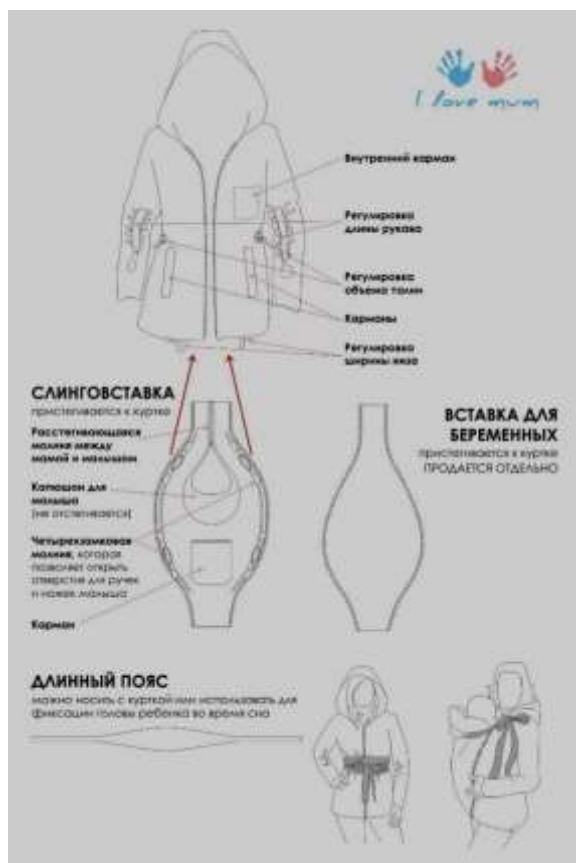 I love mum
Внутренний карман
Регулировка
длины рукава
Регулировка
объема талии
Карманы
Регулировка
ширины низа
СЛИНГОВСТАВКА
пристегивается к куртке
Расстегивающаяся
молния между
мамой и малышом
Капюшон для
малыша
(не отстегивается)
Четырехзамковая
молния, которая
позволяет открыть
отверстия для ручек
и ножек малыша
Карман
ВСТАВКА ДЛЯ
БЕРЕМЕННЫХ
пристегивается к куртке
ПРОДАЕТСЯ ОТДЕЛЬНО
ДЛИННЫЙ ПОЯС
можно носить с курткой или использовать для
фиксации головы ребенка во время сна